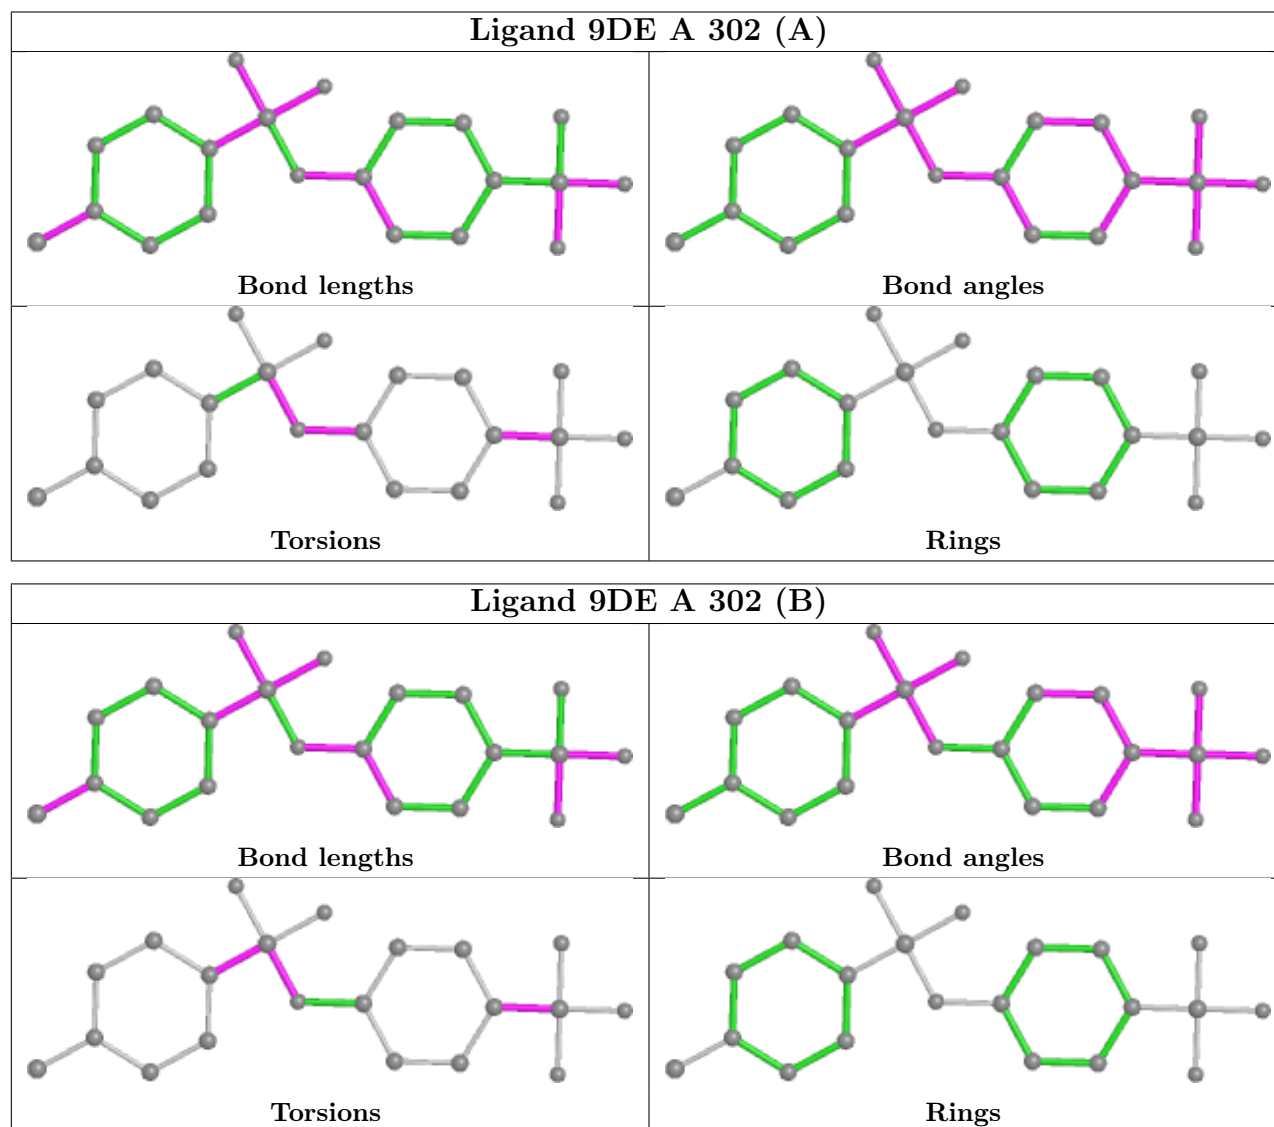 Ligand 9DE A 302 (A)
Bond lengths
Bond angles
Torsions
Rings
Ligand 9DE A 302 (B)
Bond lengths
Bond angles
Torsions
Rings